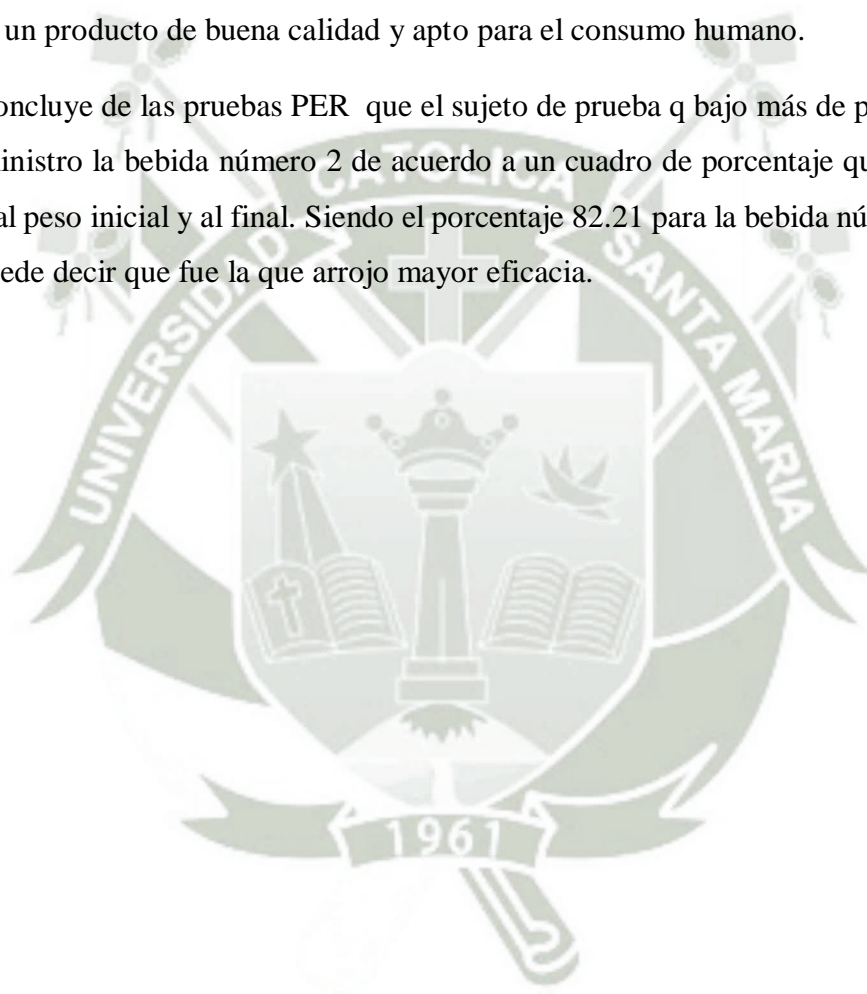 un producto de buena calidad y apto para el consumo humano.
oncluye de las pruebas PER que el sujeto de prueba q bajo más de p
inistro la bebida número 2 de acuerdo a un cuadro de porcentaje qu
al peso inicial y al final. Siendo el porcentaje 82.21 para la bebida nú
ede decir que fue la que arrojo mayor eficacia.
UNIVERSIDAD CATOLICA SANTA MARIA
1961